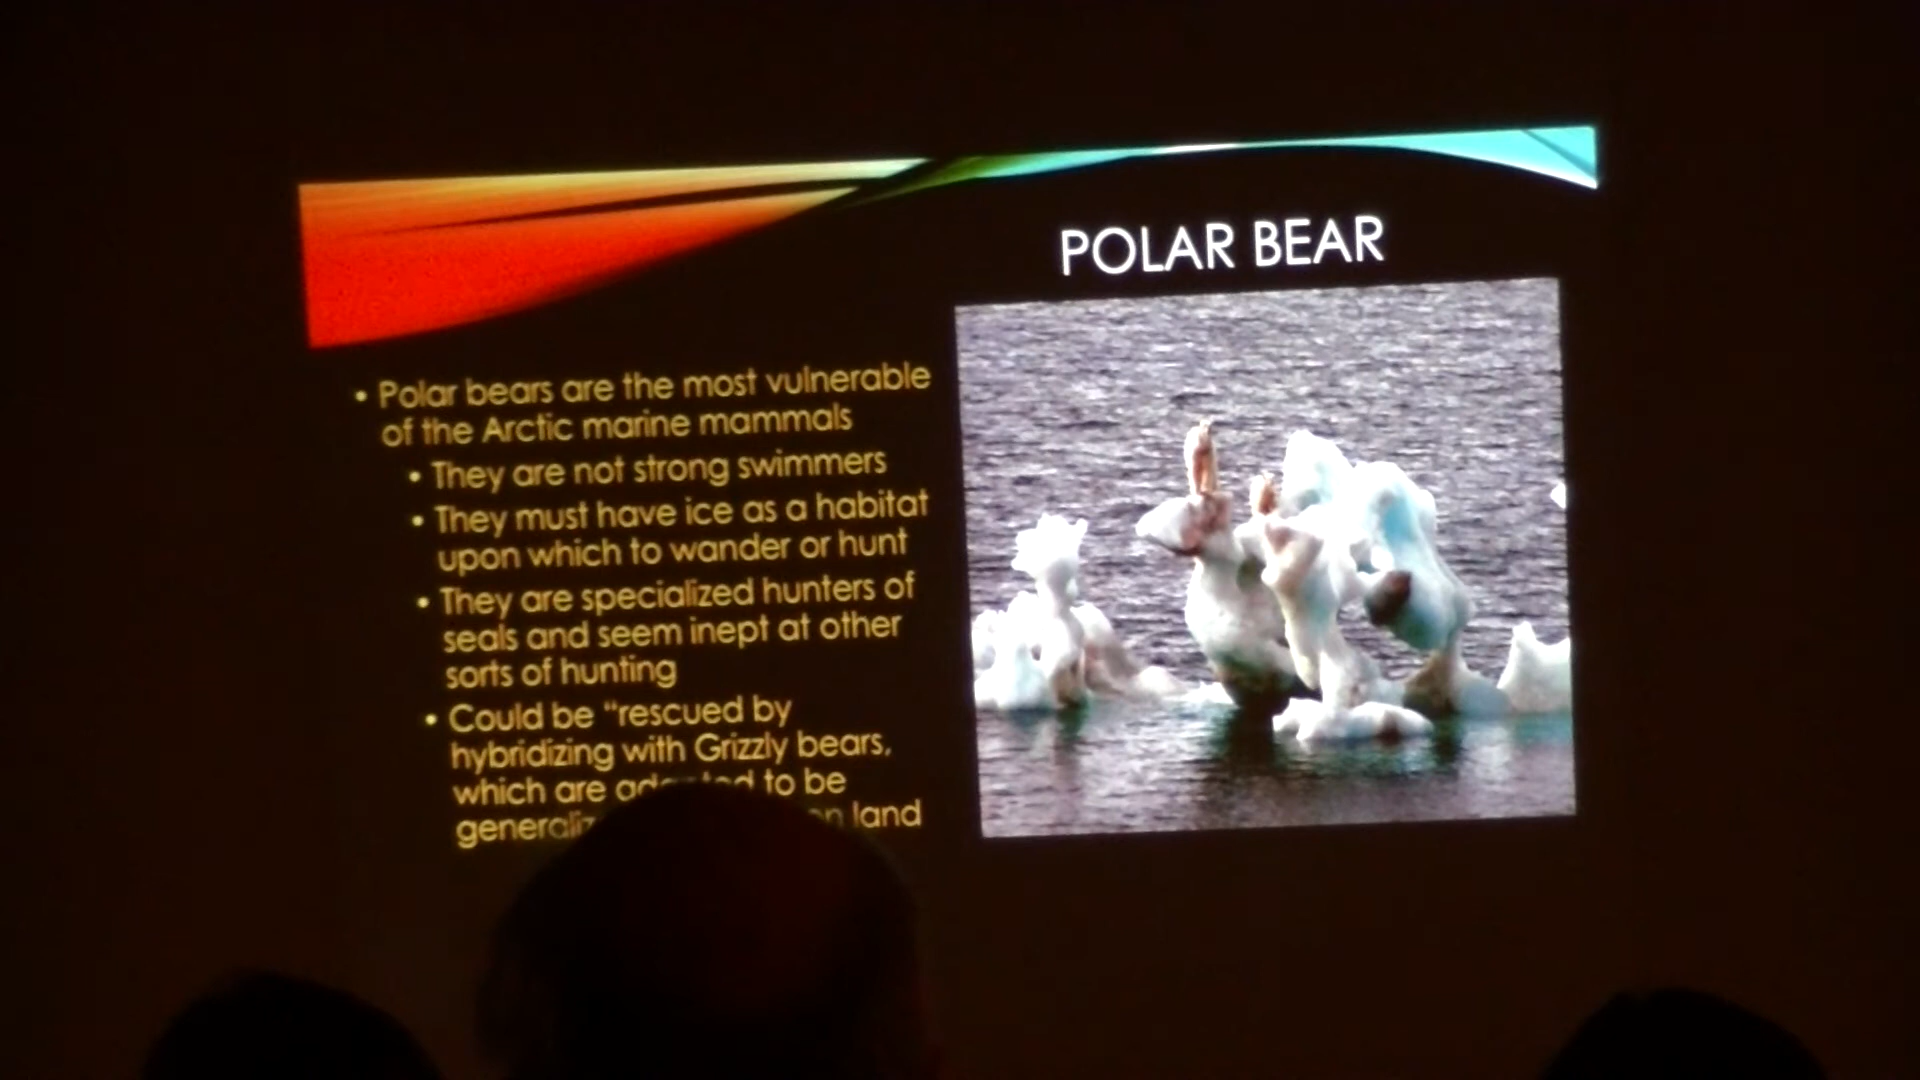 POLAR BEAR
• Polar bears are the most vulnerable
of the Arctic marine mammals
• They are not strong swimmers
• They must have ice as a habitat
upon which to wander or hunt
• They are specialized hunters of
seals and seem inept at other
sorts of hunting
• Could be “rescued by
hybridizing with Grizzly bears,
which are to be
land